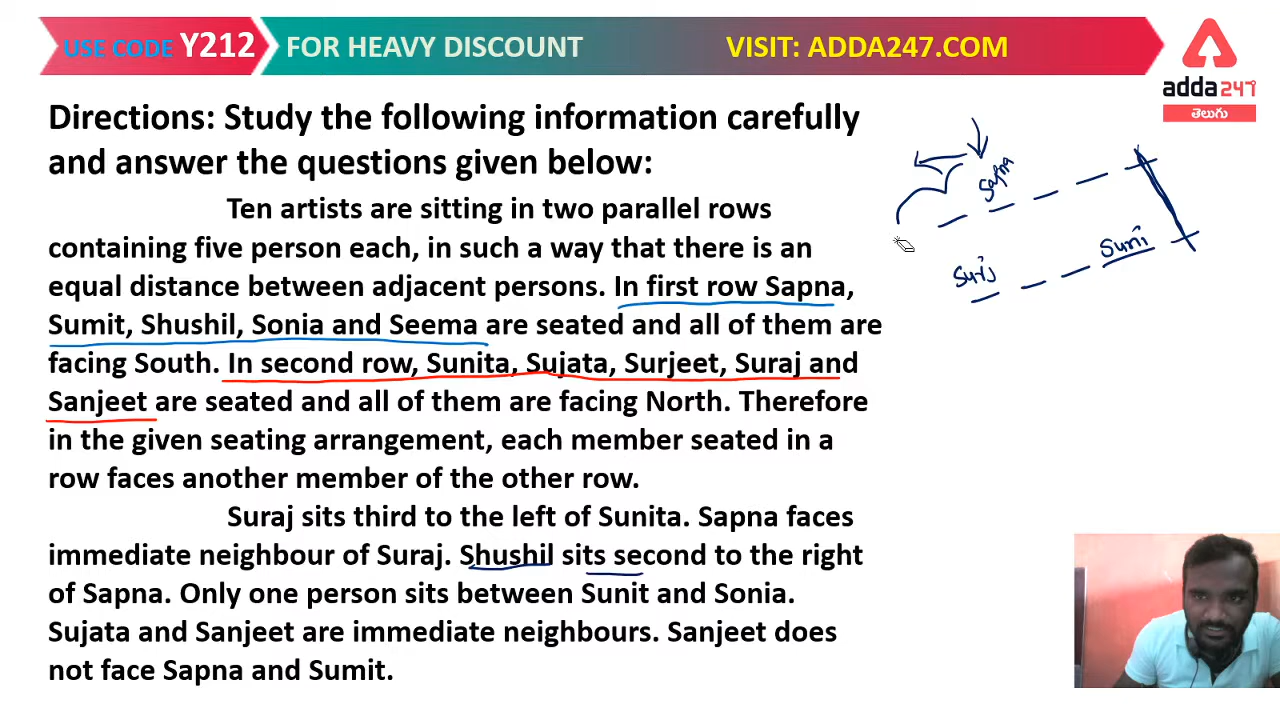 USE CODE Y212 FOR HEAVY DISCOUNT VISIT: ADDA247.COM
adda247
తెలుగు
Directions: Study the following information carefully
and answer the questions given below:
Ten artists are sitting in two parallel rows
containing five person each, in such a way that there is an
equal distance between adjacent persons. In first row Sapna,
Sumit, Shushil, Sonia and Seema are seated and all of them are
facing South. In second row, Sunita, Sujata, Surjeet, Suraj and
Sanjeet are seated and all of them are facing North. Therefore
in the given seating arrangement, each member seated in a
row faces another member of the other row.
Suraj sits third to the left of Sunita. Sapna faces
immediate neighbour of Suraj. Shushil sits second to the right
of Sapna. Only one person sits between Sunit and Sonia.
Sujata and Sanjeet are immediate neighbours. Sanjeet does
not face Sapna and Sumit.
Sapna